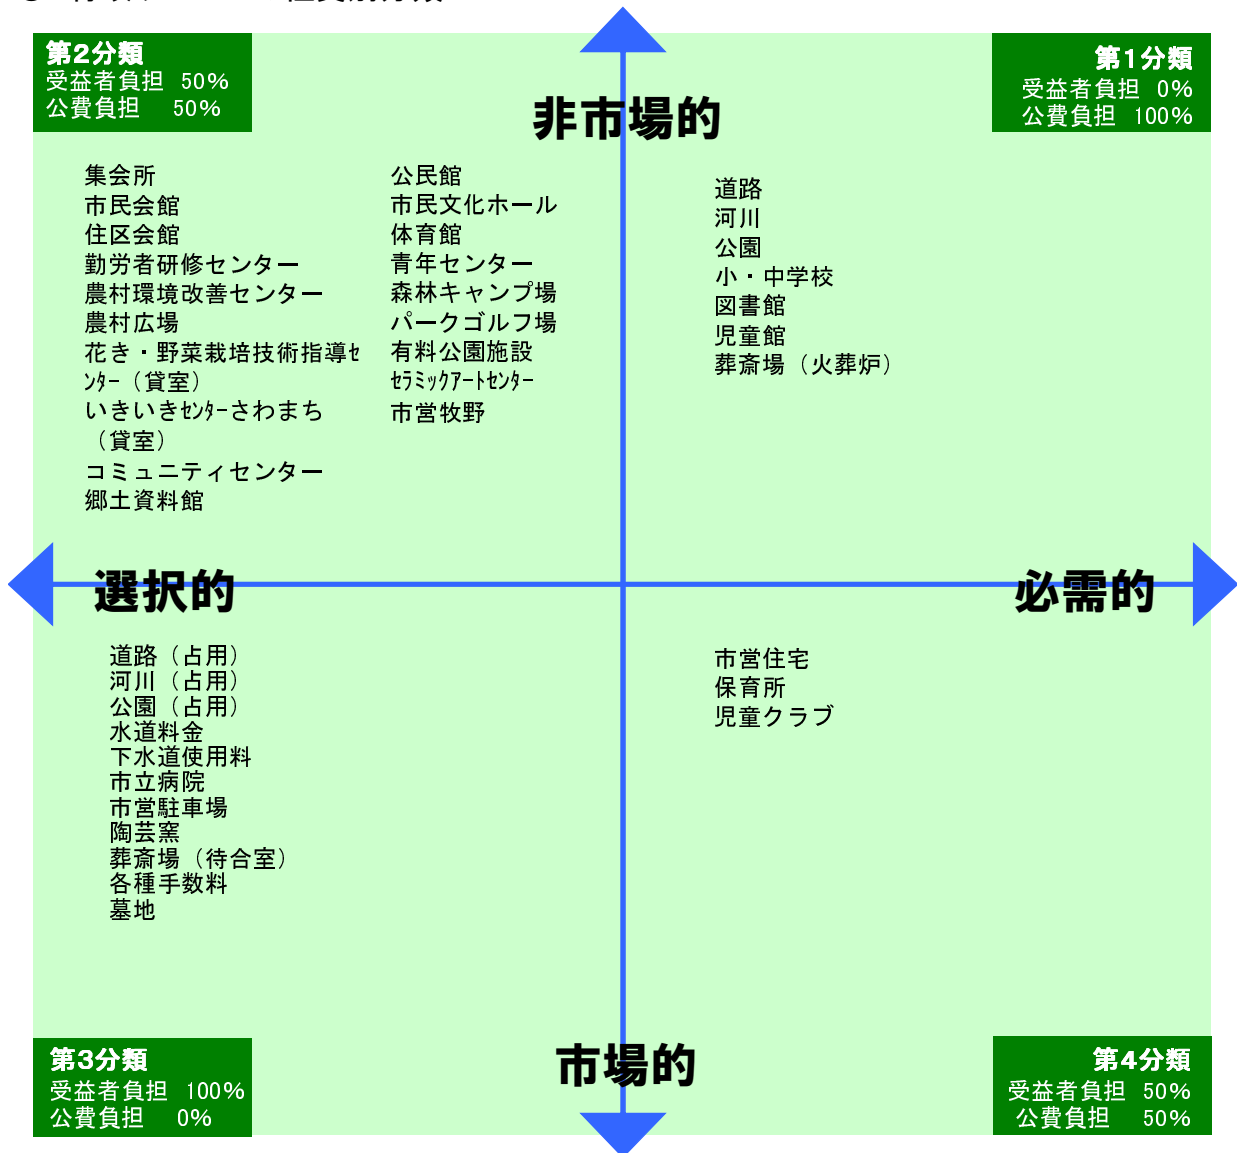 第2分類
受益者負担 50%
公費負担 50%
第1分類
受益者負担 0%
公費負担 100%
非市場的
集会所
市民会館
住区会館
勤労者研修センター
農村環境改善センター
農村広場
花き・野菜栽培技術指導ｾ
ﾝﾀｰ（貸室）
いきいきｾﾝﾀｰさわまち
（貸室）
コミュニティセンター
郷土資料館
公民館
市民文化ホール
体育館
青年センター
森林キャンプ場
パークゴルフ場
有料公園施設
ｾﾗﾐｯｸｱｰﾄｾﾝﾀｰ
市営牧野
道路
河川
公園
小・中学校
図書館
児童館
葬斎場（火葬炉）
選択的
必需的
道路（占用）
河川（占用）
公園（占用）
水道料金
下水道使用料
市立病院
市営駐車場
陶芸窯
葬斎場（待合室）
各種手数料
墓地
市営住宅
保育所
児童クラブ
市場的
第3分類
受益者負担 100%
公費負担 0%
第4分類
受益者負担 50%
公費負担 50%